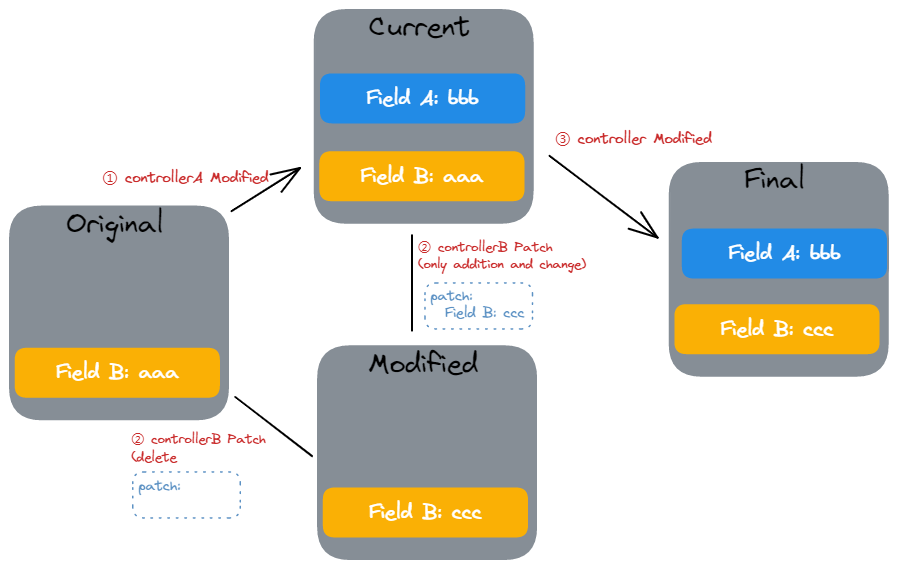 Current
Field A: bbb
Field B: aaa
① controllerA Modified
③ controller Modified
Original
Field B: aaa
② controllerB Patch
(only addition and change)
patch:
Field B: ccc
Final
Field A: bbb
Field B: ccc
② controllerB Patch
(delete
patch:
Modified
Field B: ccc